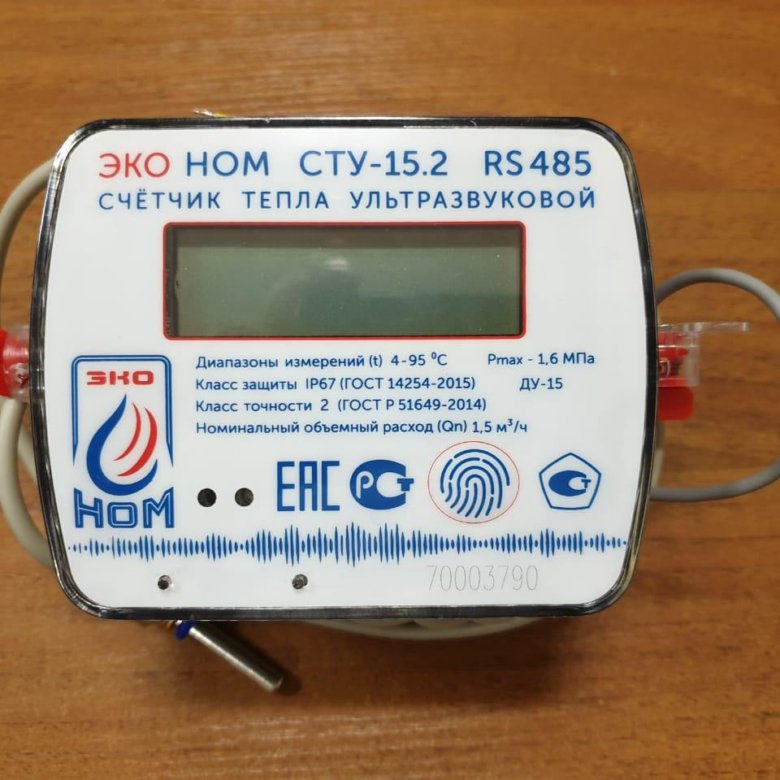 ЭКО НОМ СТУ-15.2 RS485
СЧЁТЧИК ТЕПЛА УЛЬТРАЗВУКОВОЙ
Диапазоны измерений (t) 4-95 ⁰C Pmax - 1,6 МПа
Класс защиты IP67 (ГОСТ 14254-2015) ДУ-15
Класс точности 2 (ГОСТ Р 51649-2014)
Номинальный объемный расход (Qn) 1,5 м³/ч
ЭКО
НОМ
ЕАС РСТ
70003790